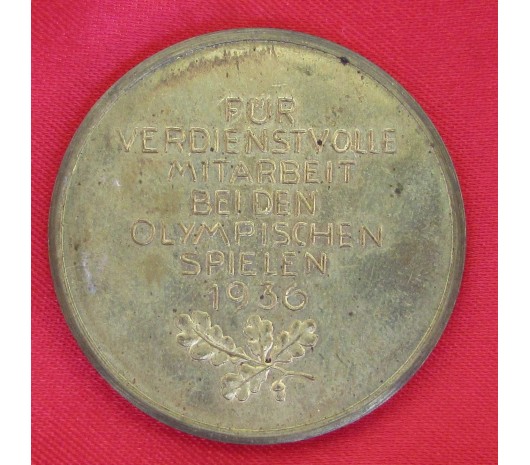 FÜR
VERDIENSTVOLLE
MITARBEIT
BEI DEN
OLYMPISCHEN
SPIELEN
1936